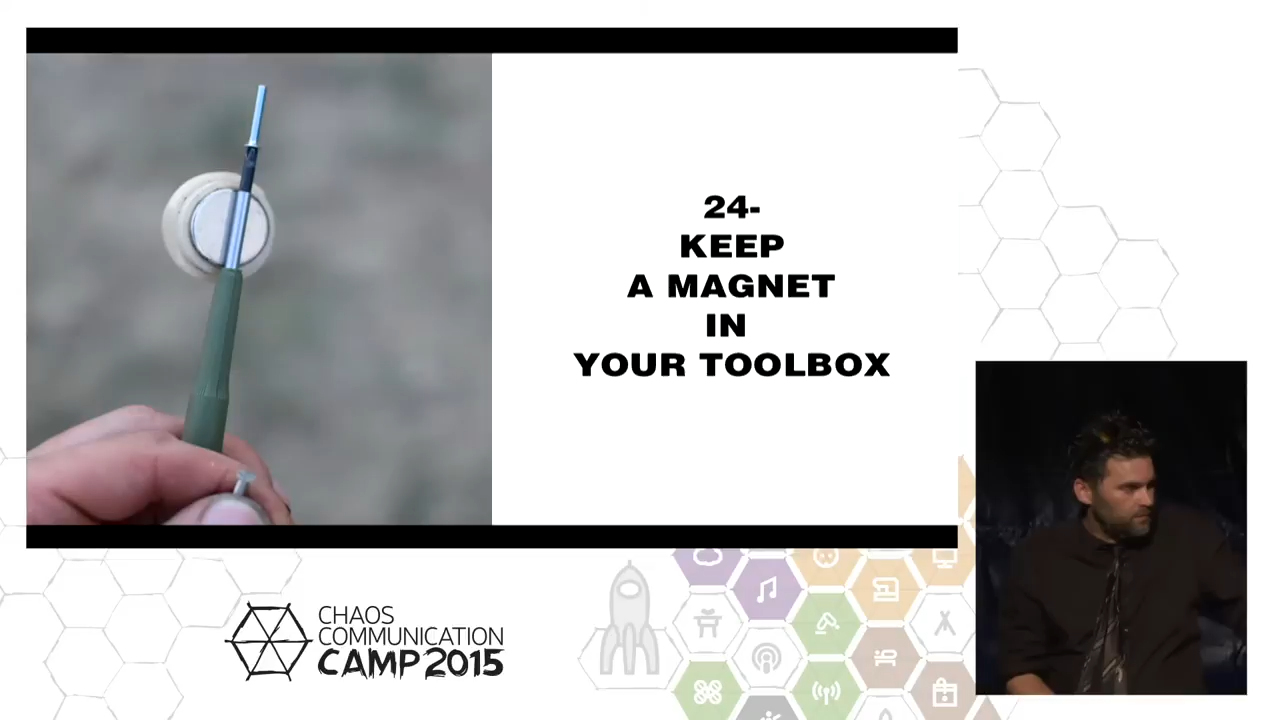 24-
KEEP
A MAGNET
IN
YOUR TOOLBOX
CHAOS
COMMUNICATION
CAMP 2015